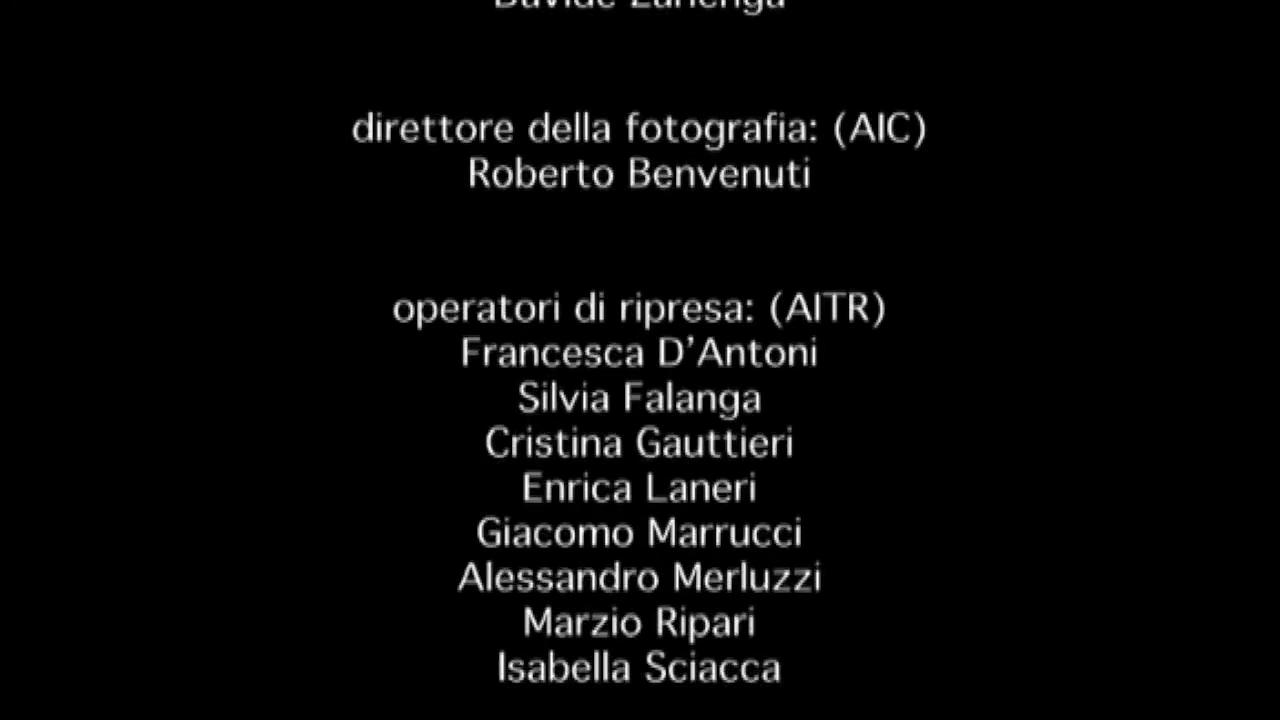 direttore della fotografia: (AIC)
Roberto Benvenuti
operatori di ripresa: (AITR)
Francesca D’Antoni
Silvia Falanga
Cristina Gauttieri
Enrica Laneri
Giacomo Marrucci
Alessandro Merluzzi
Marzio Ripari
Isabella Sciacca